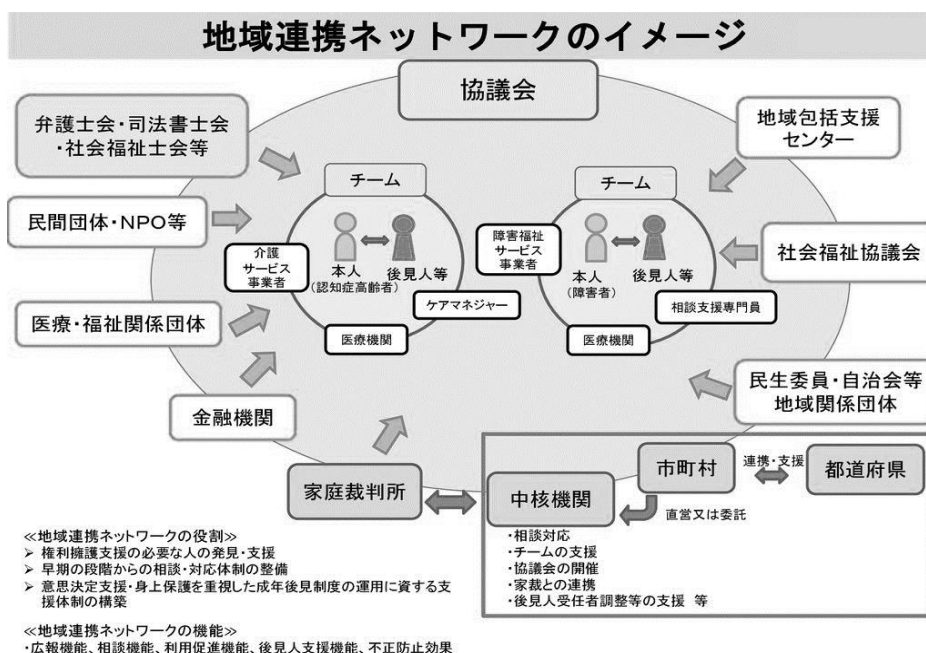 地域連携ネットワークのイメージ
協議会
弁護士会・司法書士会
・社会福祉士会等
地域包括支援
センター
チーム
チーム
民間団体・NPO等
本人
(認知症高齢者)
後見人等
介護
サービス
事業者
ケアマネジャー
医療機関
障害福祉
サービス
事業者
本人
(障害者)
後見人等
相談支援専門員
医療機関
社会福祉協議会
医療・福祉関係団体
金融機関
民生委員・自治会等
地域関係団体
家庭裁判所
中核機関
市町村
連携・支援
都道府県
直営又は委託
・相談対応
・チームの支援
・協議会の開催
・家裁との連携
・後見人受任者調整等の支援 等
≪地域連携ネットワークの役割≫
➢ 権利擁護支援の必要な人の発見・支援
➢ 早期の段階からの相談・対応体制の整備
➢ 意思決定支援・身上保護を重視した成年後見制度の運用に資する支
援体制の構築
≪地域連携ネットワークの機能≫
・広報機能、相談機能、利用促進機能、後見人支援機能、不正防止効果